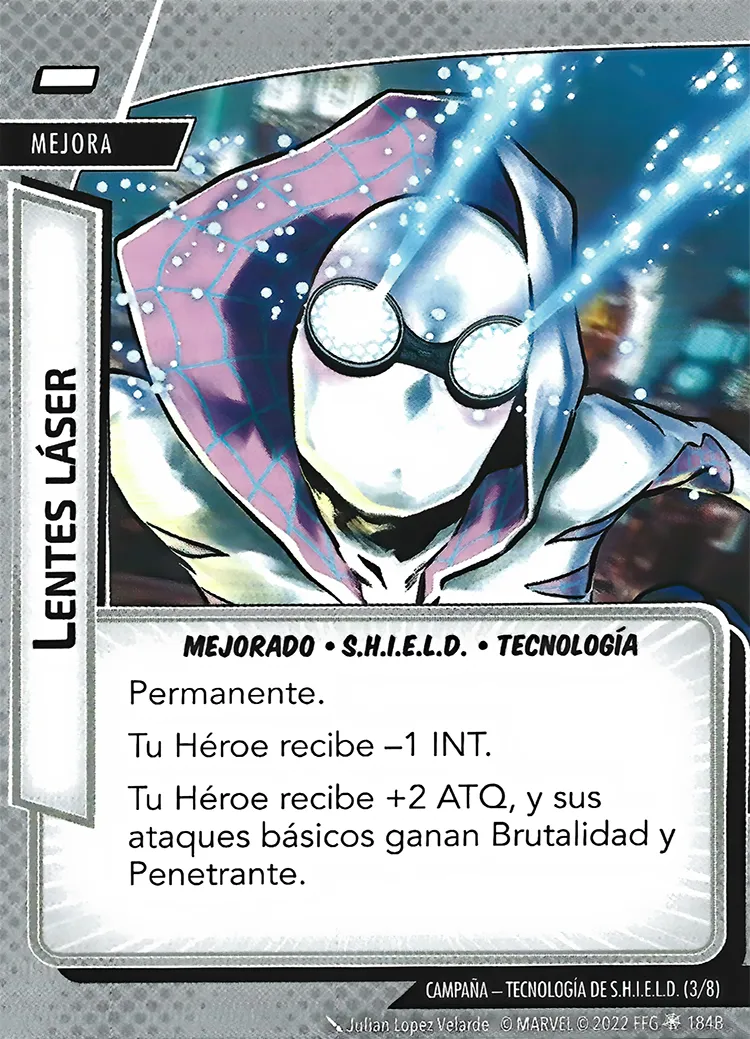 MEJORA
LENTES LÁSER
MEJORADO • S.H.I.E.L.D. • TECNOLOGÍA
Permanente.
Tu Héroe recibe –1 INT.
Tu Héroe recibe +2 ATQ, y sus
ataques básicos ganan Brutalidad y
Penetrante.
CAMPAÑA – TECNOLOGÍA DE S.H.I.E.L.D. (3/8)
Julian Lopez Velarde © MARVEL © 2022 FFG 184B